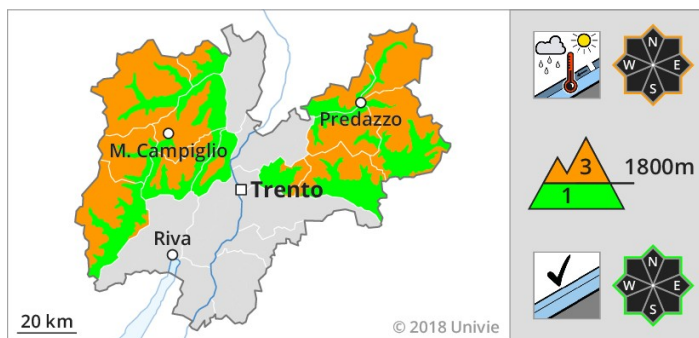 Predazzo
M. Campiglio
Trento
Riva
20 km
© 2018 Univie
N
W E
S
3
1800m
1
N
W E
S